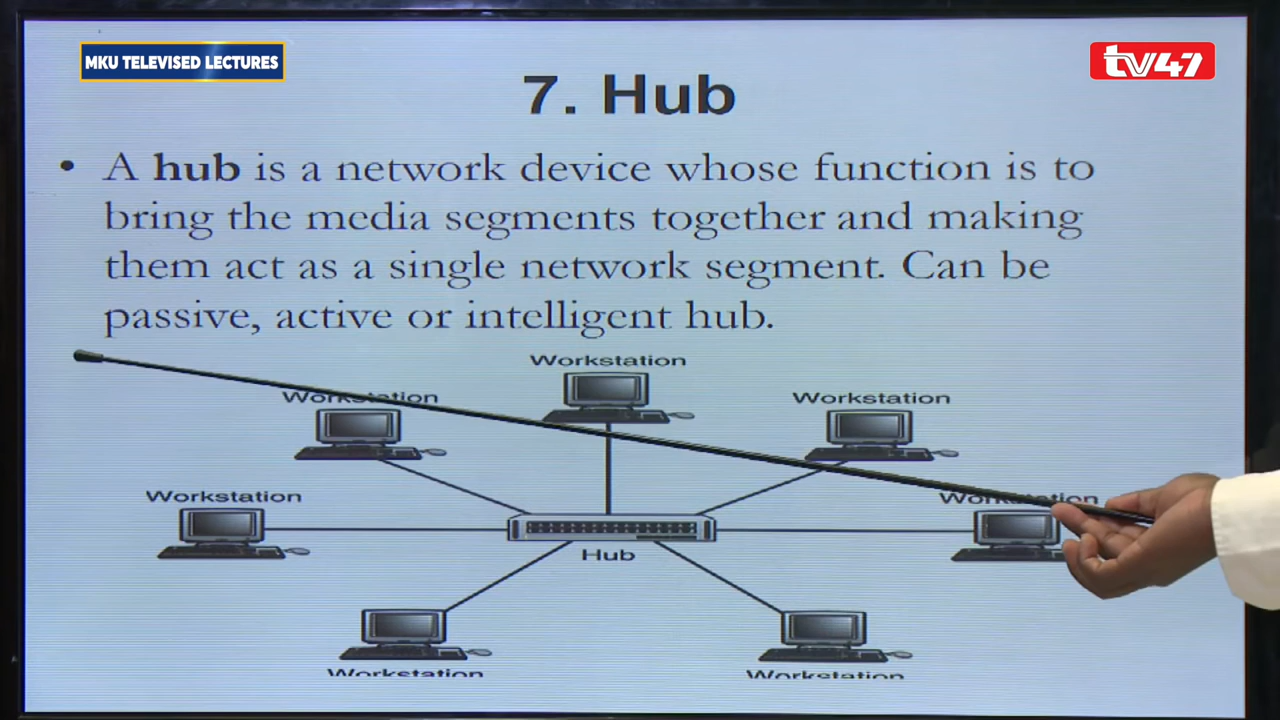 MKU TELEVISED LECTURES
tv47
7. Hub
• A hub is a network device whose function is to
bring the media segments together and making
them act as a single network segment. Can be
passive, active or intelligent hub.
Workstation
Workstation
Workstation
Workstation
Workstation
Hub
Workstation
Workstation